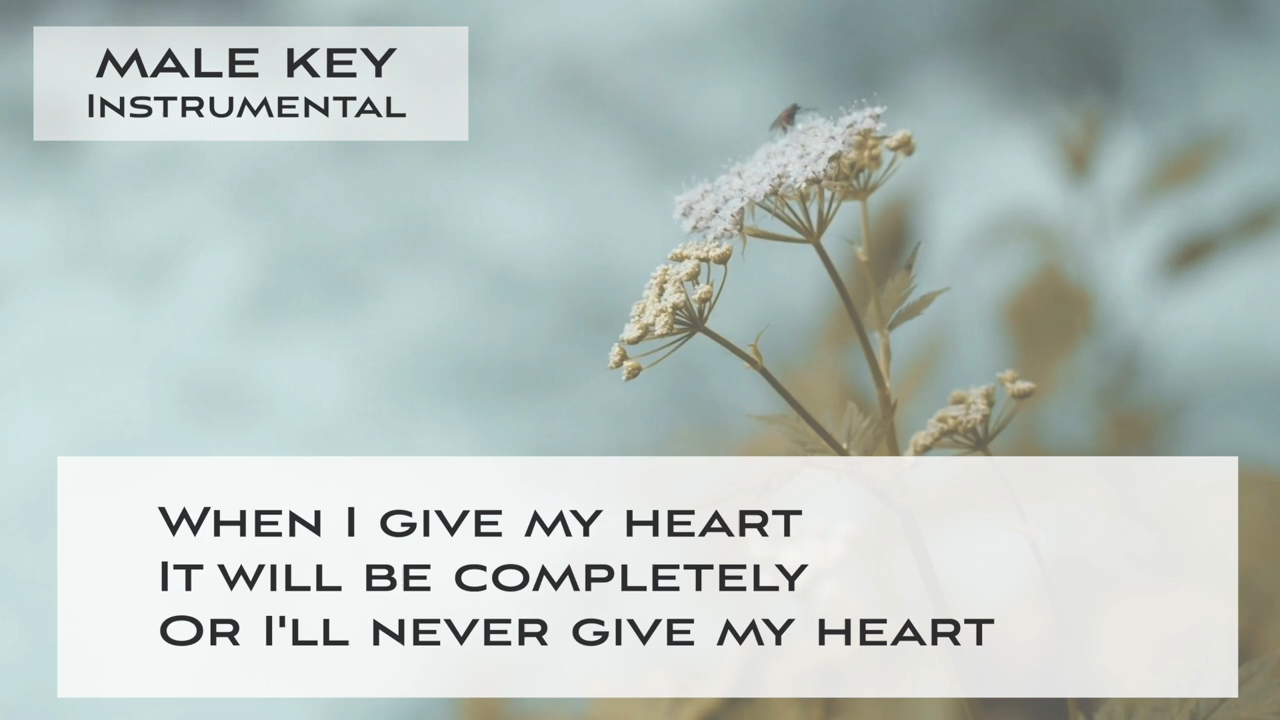 MALE KEY
INSTRUMENTAL
WHEN I GIVE MY HEART
IT WILL BE COMPLETELY
OR I'LL NEVER GIVE MY HEART